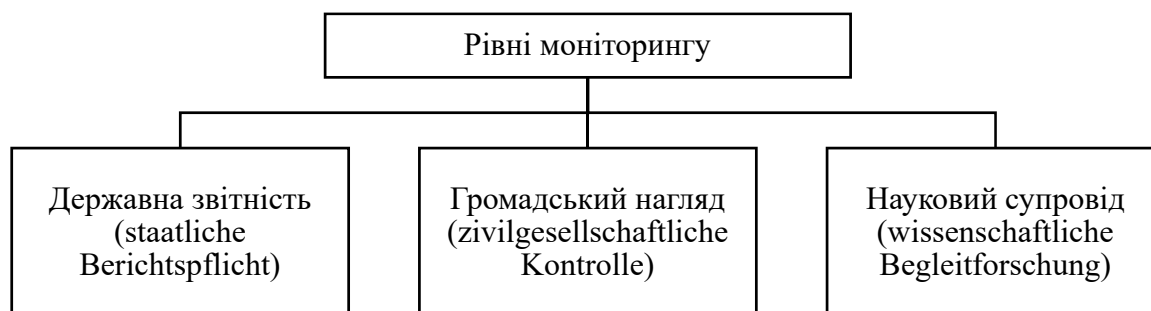 Рівні моніторингу
Державна звітність
(staatliche
Berichtspflicht)
Громадський нагляд
(zivilgesellschaftliche
Kontrolle)
Науковий супровід
(wissenschaftliche
Begleitforschung)